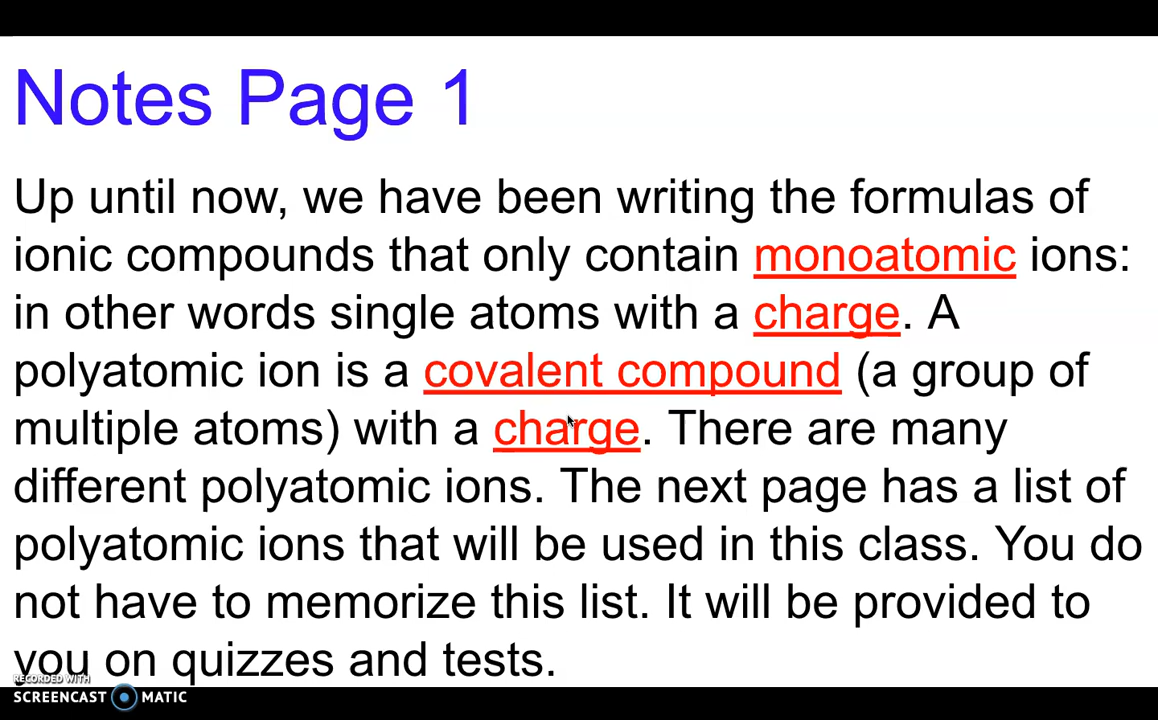 Notes Page 1
Up until now, we have been writing the formulas of
ionic compounds that only contain monoatomic ions:
in other words single atoms with a charge. A
polyatomic ion is a covalent compound (a group of
multiple atoms) with a charge. There are many
different polyatomic ions. The next page has a list of
polyatomic ions that will be used in this class. You do
not have to memorize this list. It will be provided to
you on quizzes and tests.
RECORDED WITH
SCREENCAST MATIC